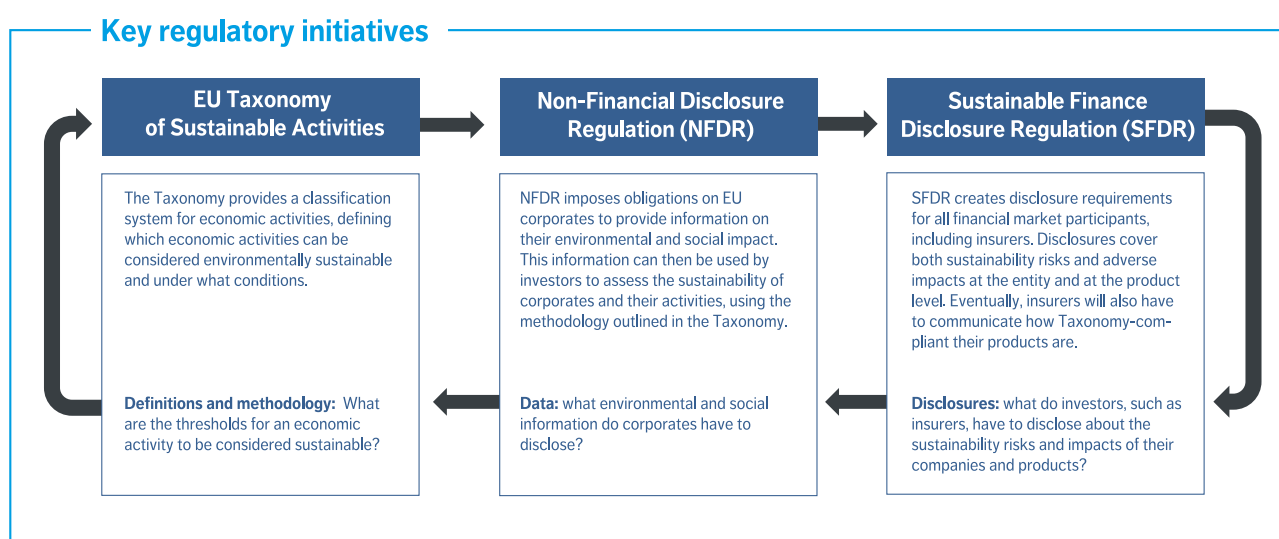 Key regulatory initiatives
EU Taxonomy
of Sustainable Activities
The Taxonomy provides a classification
system for economic activities, defining
which economic activities can be
considered environmentally sustainable
and under what conditions.
Definitions and methodology: What
are the thresholds for an economic
activity to be considered sustainable?
Non-Financial Disclosure
Regulation (NFDR)
NFDR imposes obligations on EU
corporates to provide information on
their environmental and social impact.
This information can then be used by
investors to assess the sustainability of
corporates and their activities, using the
methodology outlined in the Taxonomy.
Data: what environmental and social
information do corporates have to
disclose?
Sustainable Finance
Disclosure Regulation (SFDR)
SFDR creates disclosure requirements
for all financial market participants,
including insurers. Disclosures cover
both sustainability risks and adverse
impacts at the entity and at the product
level. Eventually, insurers will also have
to communicate how Taxonomy-com-
pliant their products are.
Disclosures: what do investors, such as
insurers, have to disclose about the
sustainability risks and impacts of their
companies and products?